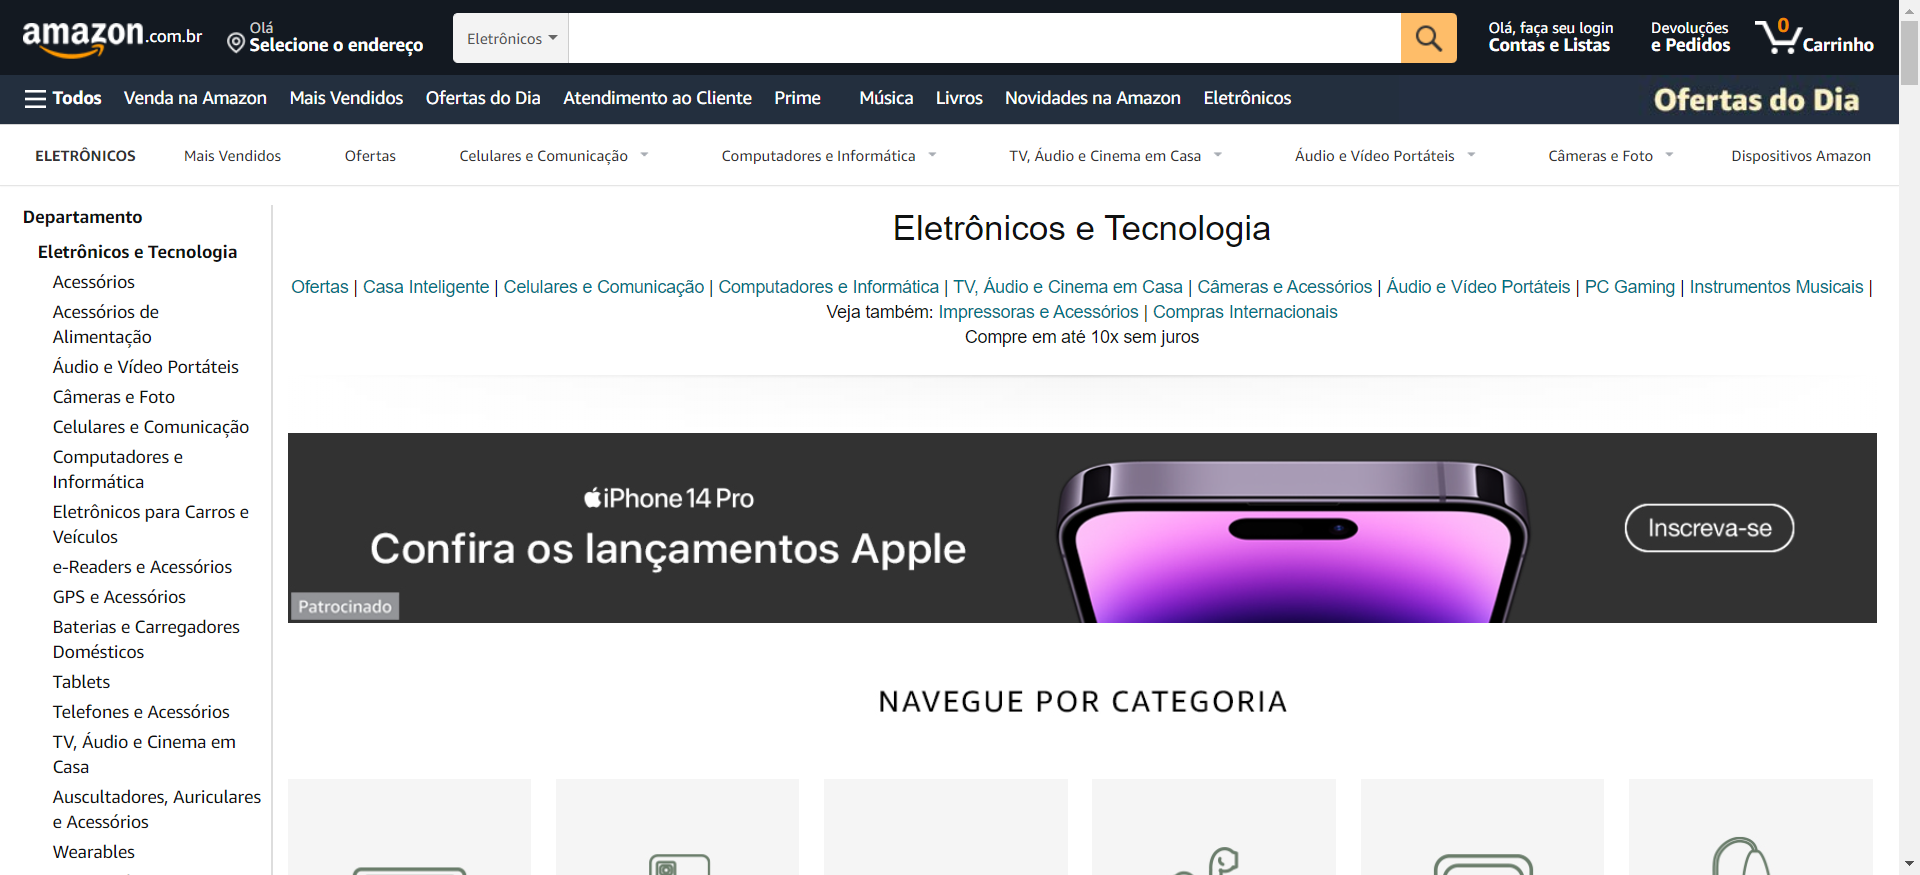 amazon.com.br
Olá
Selecione o endereço
Eletrônicos
Olá, faça seu login
Contas e Listas
Devoluções
e Pedidos
0
Carrinho
Todos
Venda na Amazon
Mais Vendidos
Ofertas do Dia
Atendimento ao Cliente
Prime
Música
Livros
Novidades na Amazon
Eletrônicos
Ofertas do Dia
ELETRÔNICOS
Mais Vendidos
Ofertas
Celulares e Comunicação
Computadores e Informática
TV, Áudio e Cinema em Casa
Áudio e Vídeo Portáteis
Câmeras e Foto
Dispositivos Amazon
Departamento
Eletrônicos e Tecnologia
Acessórios
Acessórios de
Alimentação
Áudio e Vídeo Portáteis
Câmeras e Foto
Celulares e Comunicação
Computadores e
Informática
Eletrônicos para Carros e
Veículos
e-Readers e Acessórios
GPS e Acessórios
Baterias e Carregadores
Domésticos
Tablets
Telefones e Acessórios
TV, Áudio e Cinema em
Casa
Auscultadores, Auriculares
e Acessórios
Wearables
Eletrônicos e Tecnologia
Ofertas | Casa Inteligente | Celulares e Comunicação | Computadores e Informática | TV, Áudio e Cinema em Casa | Câmeras e Acessórios | Áudio e Vídeo Portáteis | PC Gaming | Instrumentos Musicais |
Veja também: Impressoras e Acessórios | Compras Internacionais
Compre em até 10x sem juros
iPhone 14 Pro
Confira os lançamentos Apple
Inscreva-se
Patrocinado
NAVEGUE POR CATEGORIA